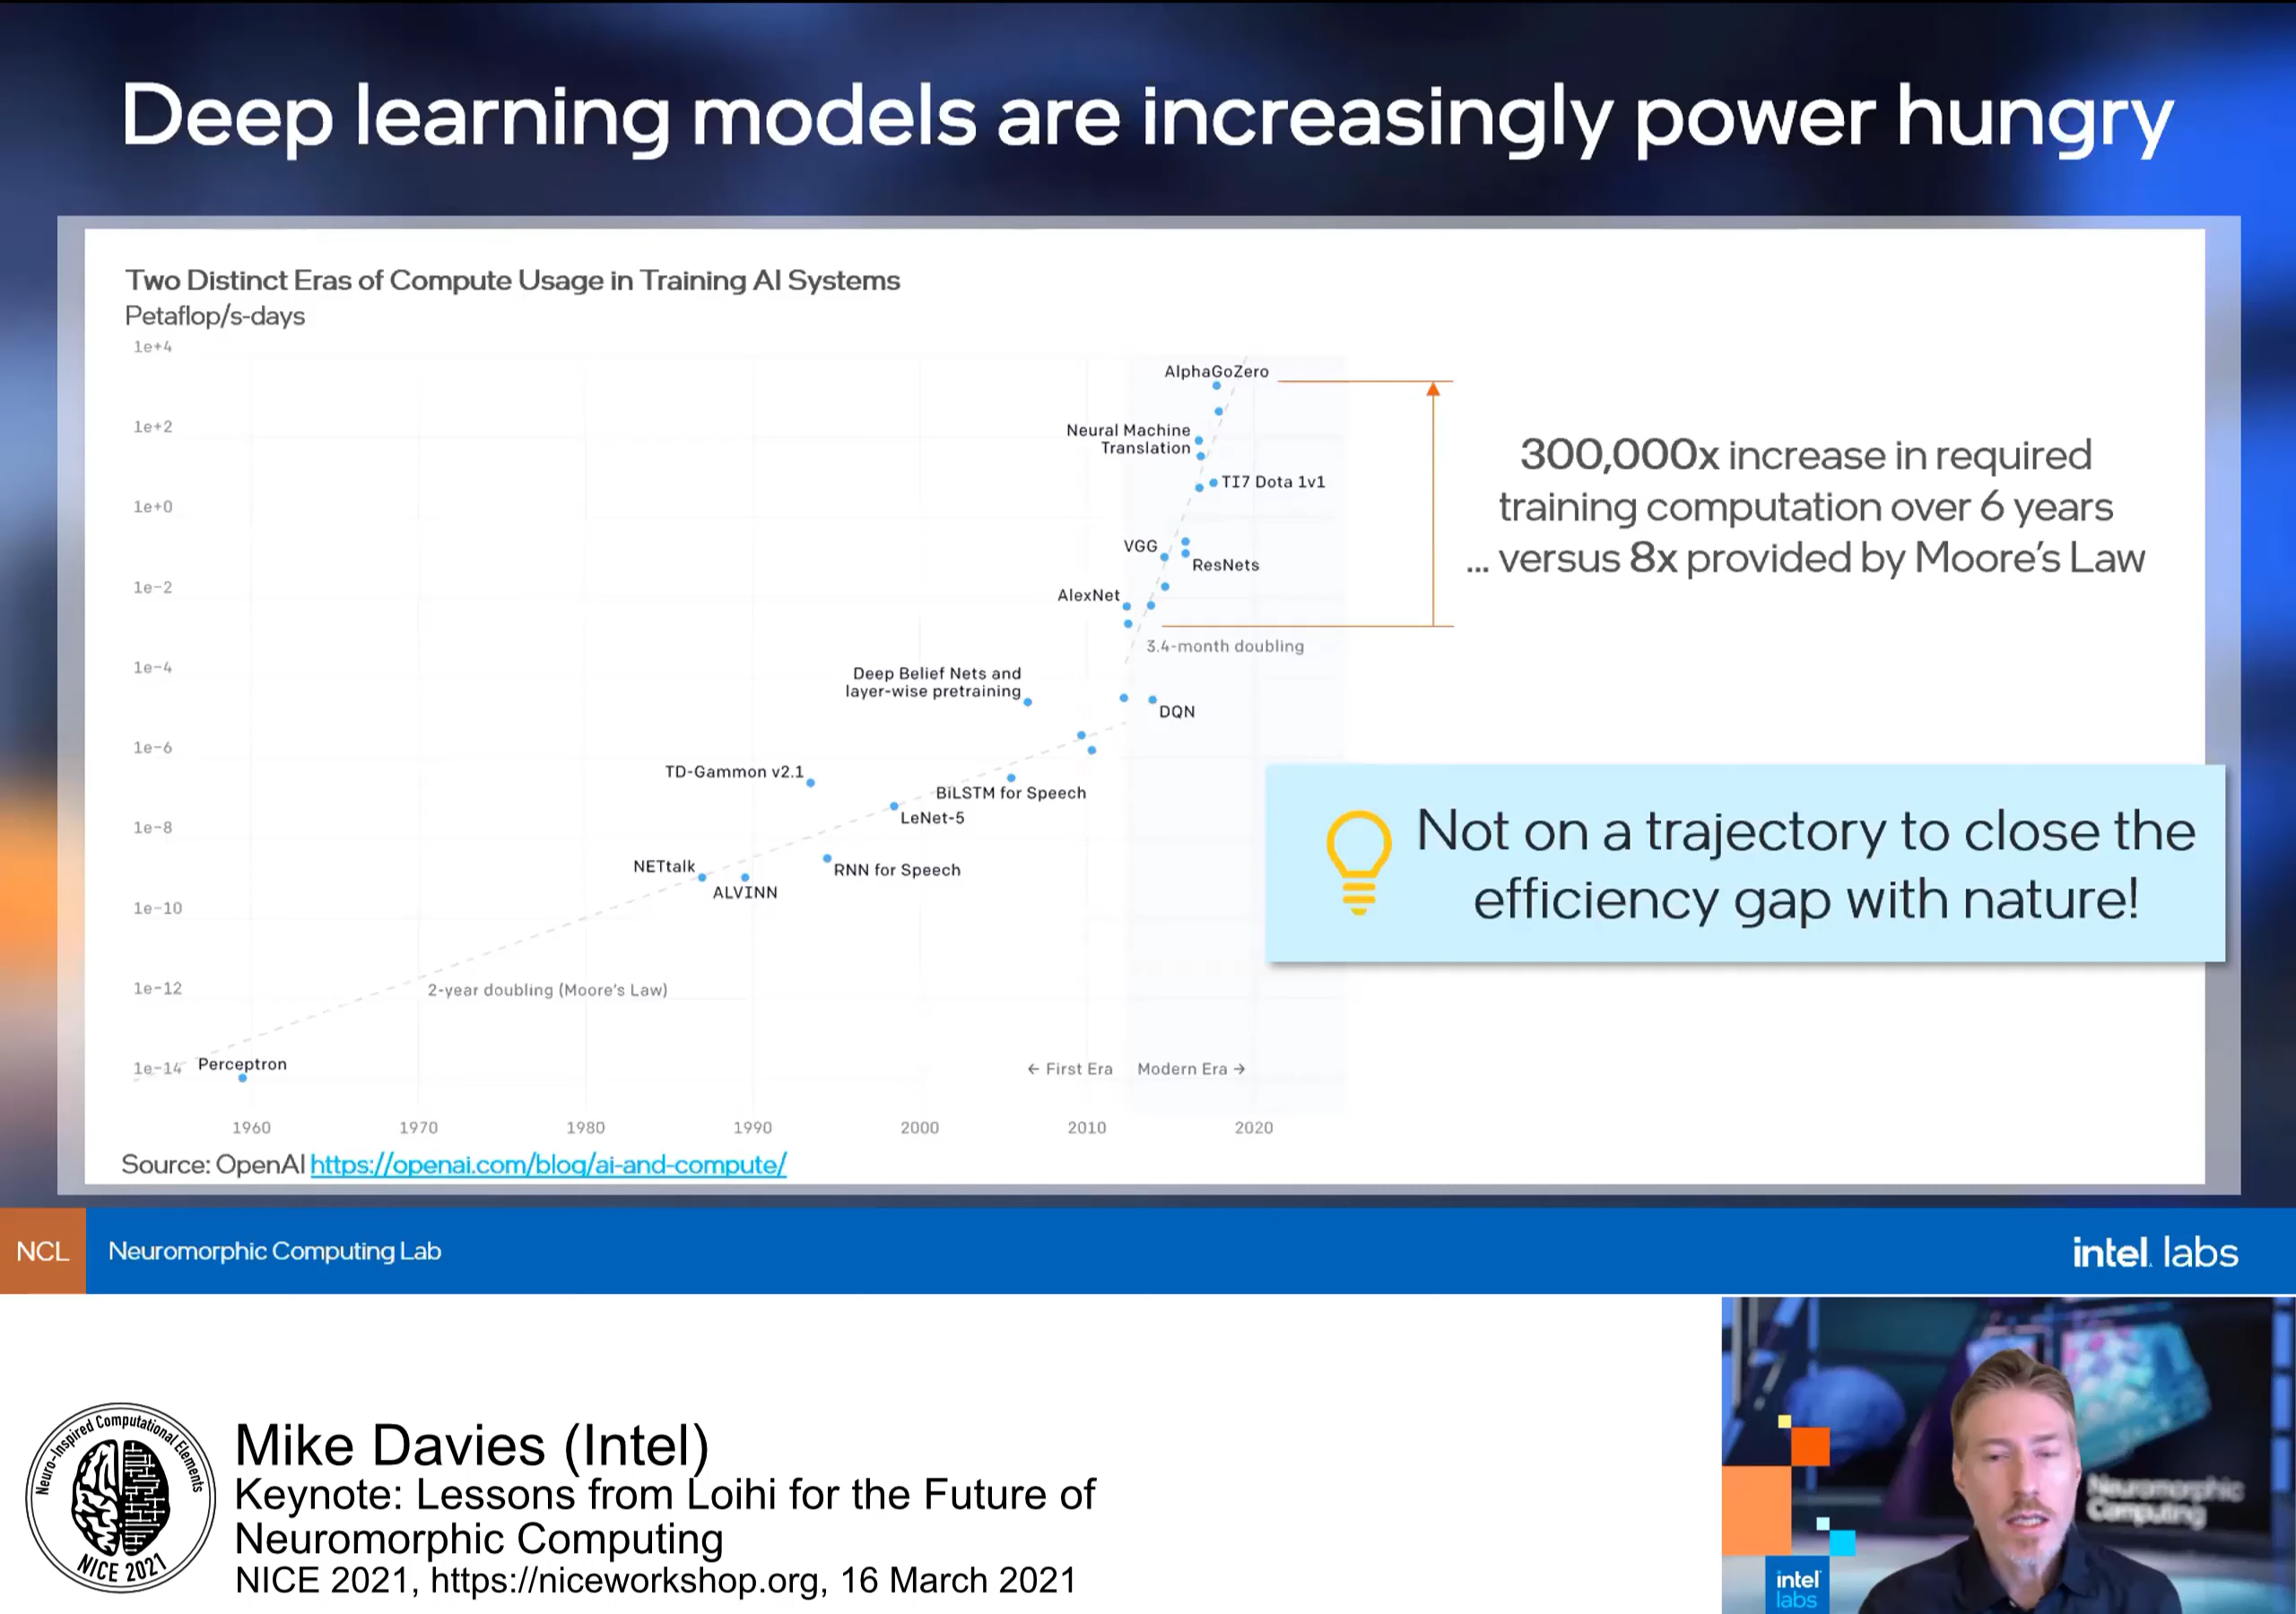 Deep learning models are increasingly power hungry
Two Distinct Eras of Compute Usage in Training AI Systems
Petaflop/s-days
1e+4
1e+2
1e+0
1e−2
1e−4
1e−6
1e−8
1e−10
1e−12
1e−14
AlphaGoZero
Neural Machine
Translation
TI7 Dota 1v1
VGG
ResNets
AlexNet
3.4-month doubling
Deep Belief Nets and
layer-wise pretraining
DQN
TD-Gammon v2.1
BiLSTM for Speech
LeNet-5
NETtalk
RNN for Speech
ALVINN
2-year doubling (Moore's Law)
Perceptron
← First Era
Modern Era →
1960
1970
1980
1990
2000
2010
2020
300,000x increase in required
training computation over 6 years
... versus 8x provided by Moore's Law
Not on a trajectory to close the
efficiency gap with nature!
Source: OpenAI https://openai.com/blog/ai-and-compute/
NCL
Neuromorphic Computing Lab
intel labs
Neuro-Inspired Computational Elements
NICE 2021
Mike Davies (Intel)
Keynote: Lessons from Loihi for the Future of
Neuromorphic Computing
NICE 2021, https://niceworkshop.org, 16 March 2021
Neuromorphic
Computing
intel
labs